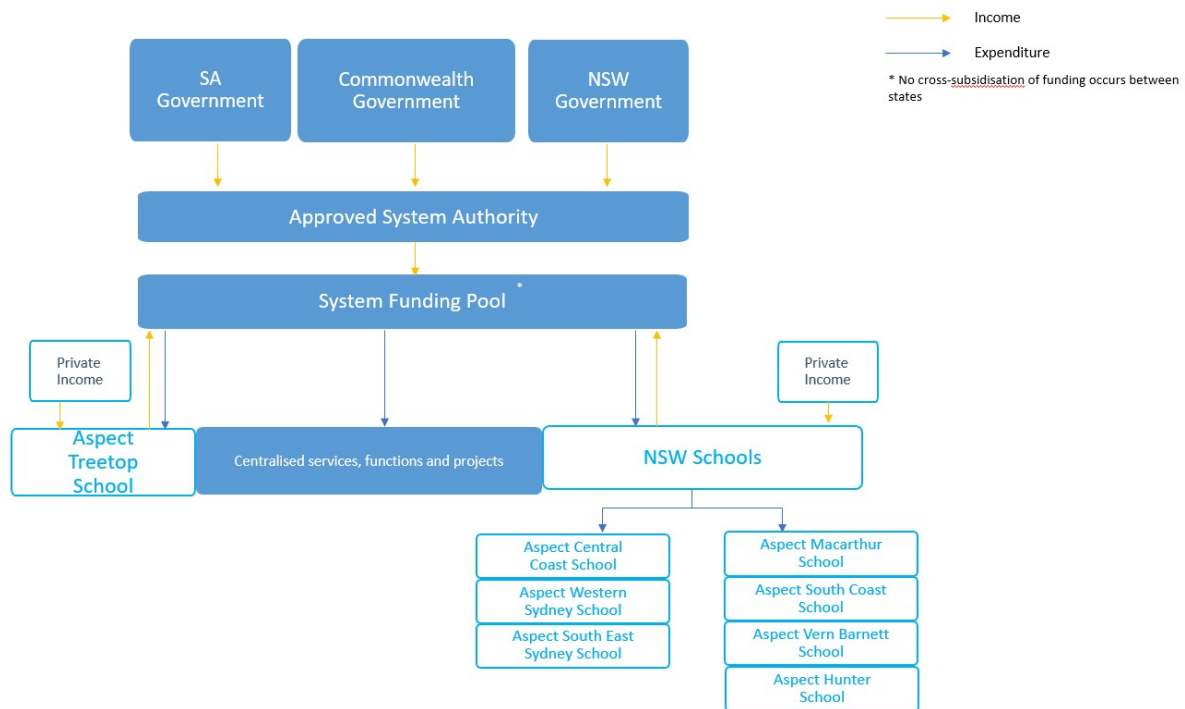 Income
Expenditure
* No cross-subsidisation of funding occurs between
states
SA
Government
Commonwealth
Government
NSW
Government
Approved System Authority
System Funding Pool *
Private
Income
Private
Income
Aspect
Treetop
School
Centralised services, functions and projects
NSW Schools
Aspect Central
Coast School
Aspect Western
Sydney School
Aspect South East
Sydney School
Aspect Macarthur
School
Aspect South Coast
School
Aspect Vern Barnett
School
Aspect Hunter
School